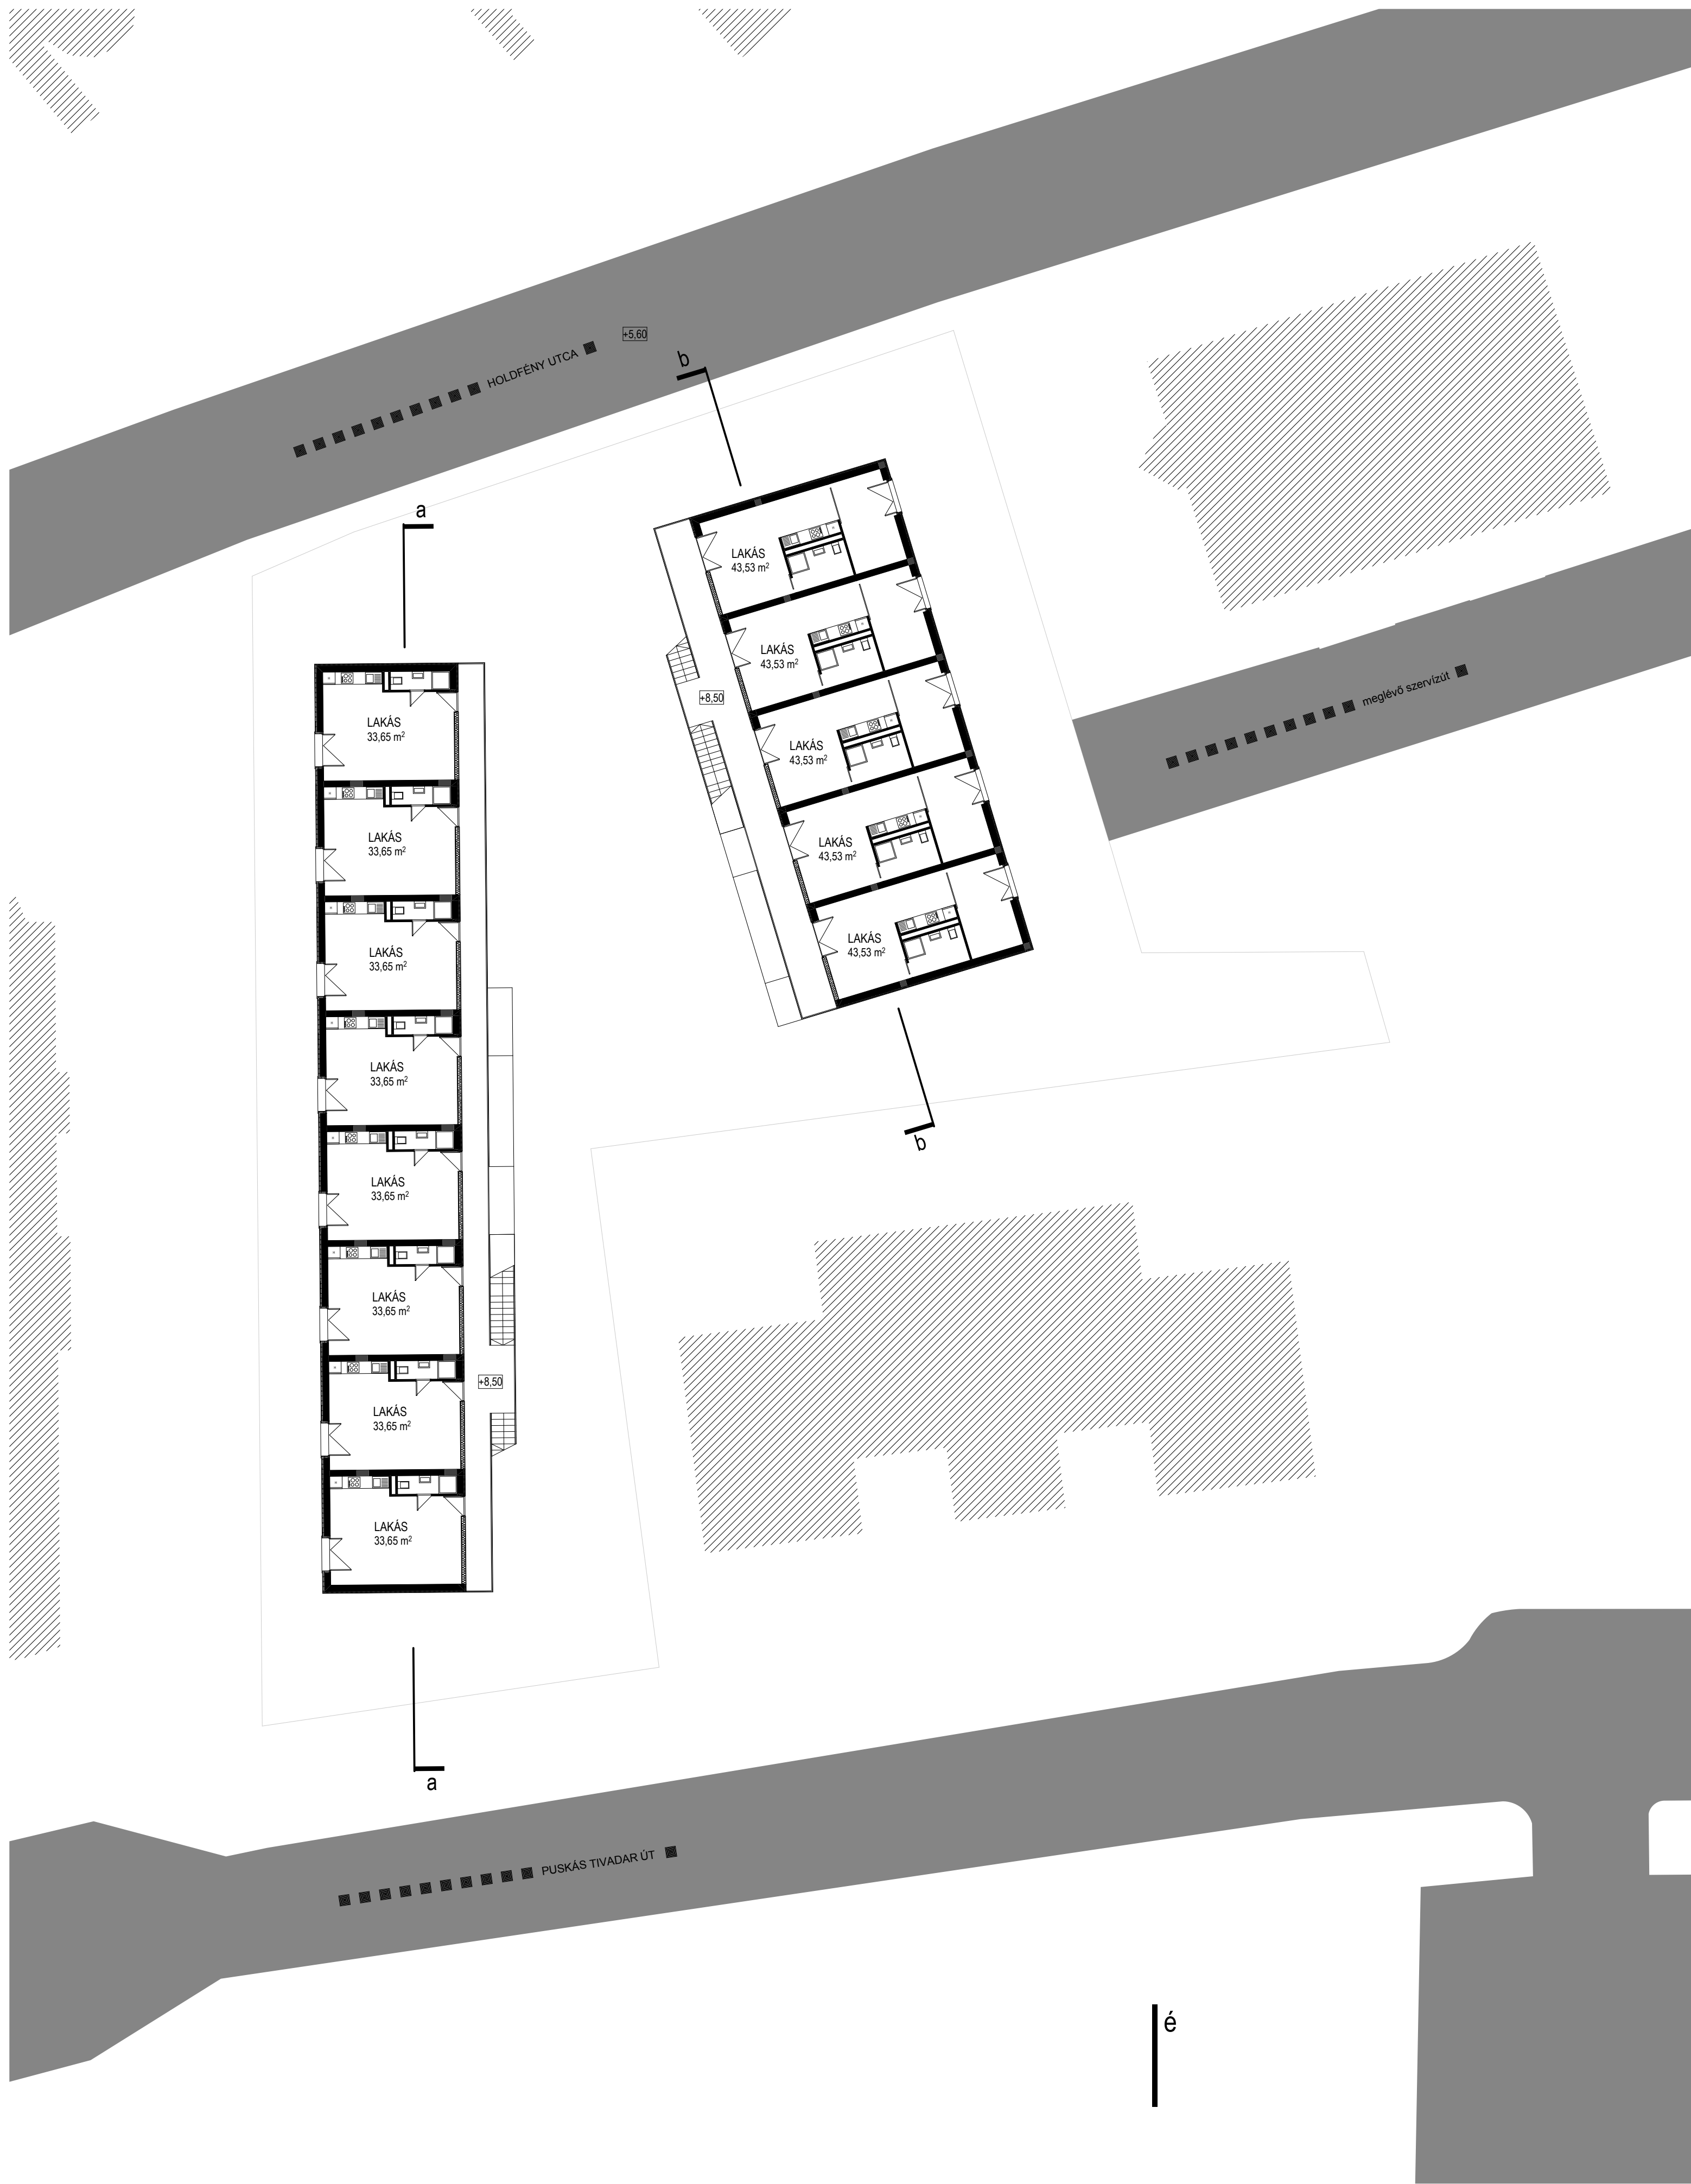 +5,60
HOLDFÉNY UTCA
b
a
LAKÁS
43,53 m²
LAKÁS
43,53 m²
+8,50
LAKÁS
43,53 m²
LAKÁS
43,53 m²
LAKÁS
43,53 m²
meglévő szervízút
b
LAKÁS
33,65 m²
LAKÁS
33,65 m²
LAKÁS
33,65 m²
LAKÁS
33,65 m²
LAKÁS
33,65 m²
LAKÁS
33,65 m²
+8,50
LAKÁS
33,65 m²
LAKÁS
33,65 m²
a
PUSKÁS TIVADAR ÚT
é